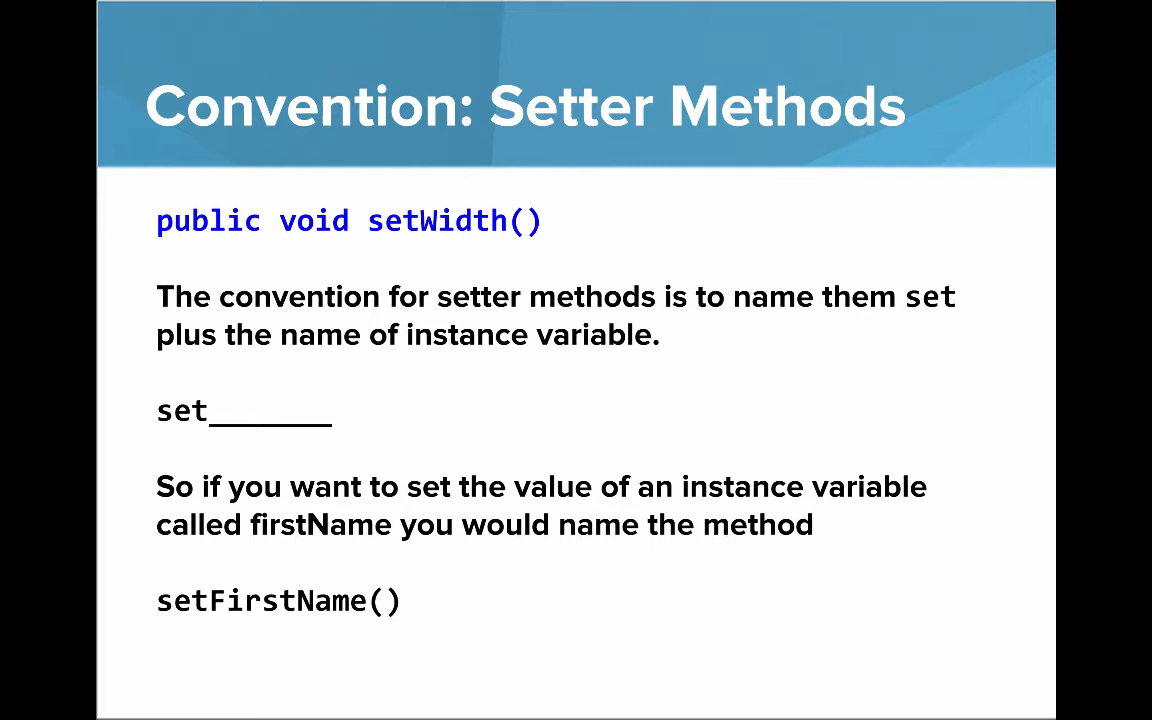 Convention: Setter Methods
public void setWidth()
The convention for setter methods is to name them set
plus the name of instance variable.
set_______
So if you want to set the value of an instance variable
called firstName you would name the method
setFirstName()